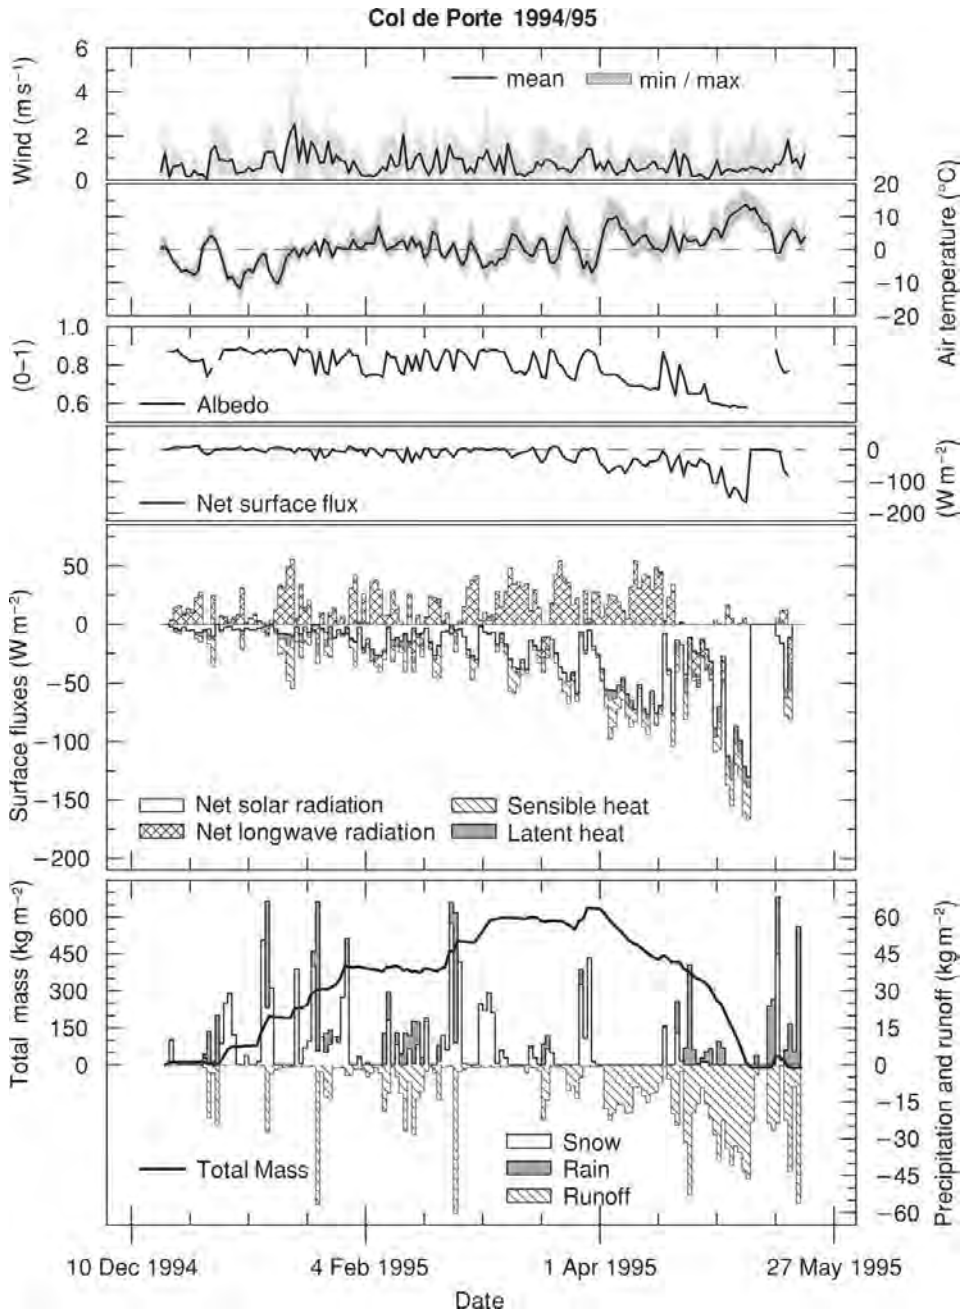 Col de Porte 1994/95
6
4
2
0
Wind (m s⁻¹)
mean
min / max
20
10
0
−10
−20
Air temperature (°C)
1.0
0.8
0.6
(0−1)
Albedo
0
−100
−200
(W m⁻²)
Net surface flux
50
0
−50
−100
−150
−200
Surface fluxes (W m⁻²)
Net solar radiation
Sensible heat
Net longwave radiation
Latent heat
600
450
300
150
0
Total mass (kg m⁻²)
60
45
30
15
0
−15
−30
−45
−60
Precipitation and runoff (kg m⁻²)
Snow
Total Mass
Rain
Runoff
10 Dec 1994
4 Feb 1995
1 Apr 1995
27 May 1995
Date